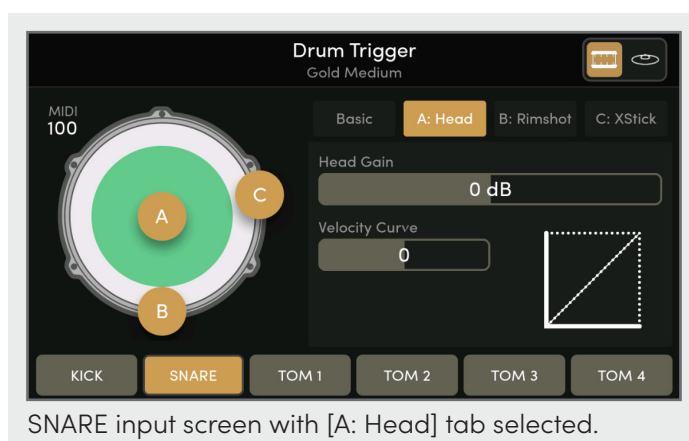 Drum Trigger
Gold Medium
MIDI
100
Basic
A: Head
B: Rimshot
C: XStick
Head Gain
0 dB
Velocity Curve
0
A
C
B
KICK
SNARE
TOM 1
TOM 2
TOM 3
TOM 4
SNARE input screen with [A: Head] tab selected.